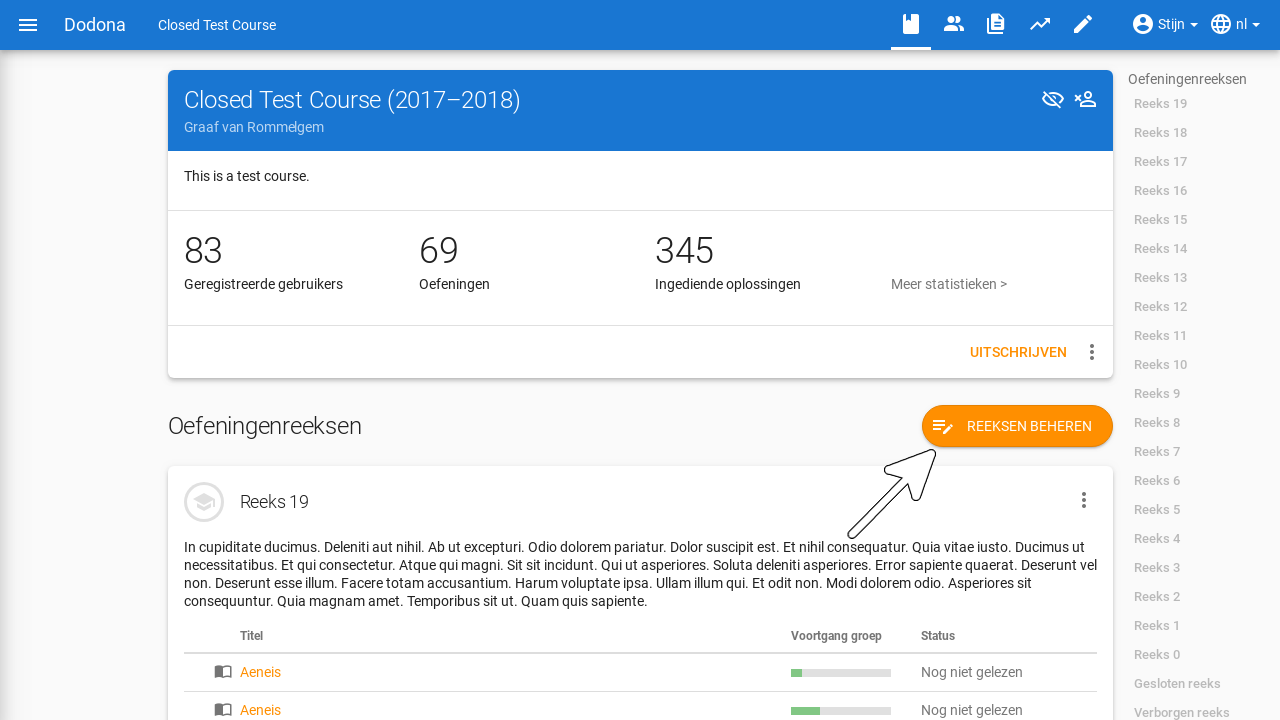 Dodona
Closed Test Course
Stijn
nl
Closed Test Course (2017–2018)
Graaf van Rommelgem
This is a test course.
83
69
345
Geregistreerde gebruikers
Oefeningen
Ingediende oplossingen
Meer statistieken >
UITSCHRIJVEN
Oefeningenreeksen
REEKSEN BEHEREN
Reeks 19
In cupiditate ducimus. Deleniti aut nihil. Ab ut excepturi. Odio dolorem pariatur. Dolor suscipit est. Et nihil consequatur. Quia vitae iusto. Ducimus ut
necessitatibus. Et qui consectetur. Atque qui magni. Sit sit incidunt. Qui ut asperiores. Soluta deleniti asperiores. Error sapiente quaerat. Deserunt vel
non. Deserunt esse illum. Facere totam accusantium. Harum voluptate ipsa. Ullam illum qui. Et odit non. Modi dolorem odio. Asperiores sit
consequuntur. Quia magnam amet. Temporibus sit ut. Quam quis sapiente.
Titel
Voortgang groep
Status
Aeneis
Nog niet gelezen
Aeneis
Nog niet gelezen
Oefeningenreeksen
Reeks 19
Reeks 18
Reeks 17
Reeks 16
Reeks 15
Reeks 14
Reeks 13
Reeks 12
Reeks 11
Reeks 10
Reeks 9
Reeks 8
Reeks 7
Reeks 6
Reeks 5
Reeks 4
Reeks 3
Reeks 2
Reeks 1
Reeks 0
Gesloten reeks
Verborgen reeks